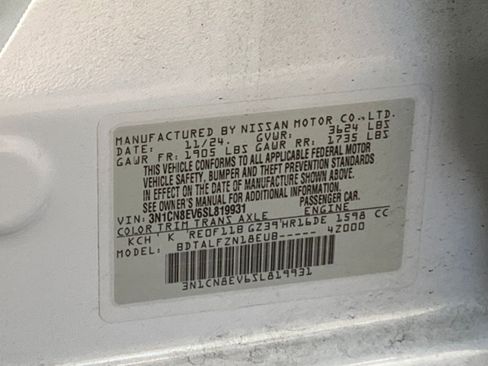 MANUFACTURED BY NISSAN MOTOR CO.,LTD.
DATE: 11/24. GVWR: 3624 LBS
GAWR FR: 1905 LBS GAWR RR: 1735 LBS
THIS VEHICLE CONFORMS TO ALL APPLICABLE FEDERAL MOTOR
VEHICLE SAFETY, BUMPER AND THEFT PREVENTION STANDARDS
IN EFFECT ON THE DATE OF MANUFACTURE SHOWN ABOVE.
SEE OWNER'S MANUAL FOR ADDITIONAL INFORMATION.
VIN: 3N1CN8EV6SL819931 PASSENGER CAR.
COLOR TRIM TRANS AXLE ENGINE
KCH' K RE0F11B GZ39'HR16DE 1598 CC
MODEL: BDTALFZN18EUB----- 4Z000
3N1CN8EV6SL819931